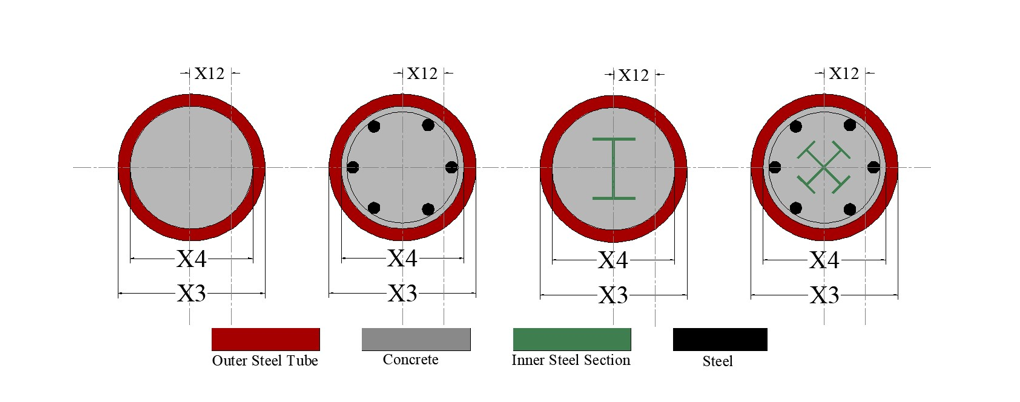 X12 X12 X12 X12
X4 X4 X4 X4
X3 X3 X3 X3
Outer Steel Tube Concrete Inner Steel Section Steel